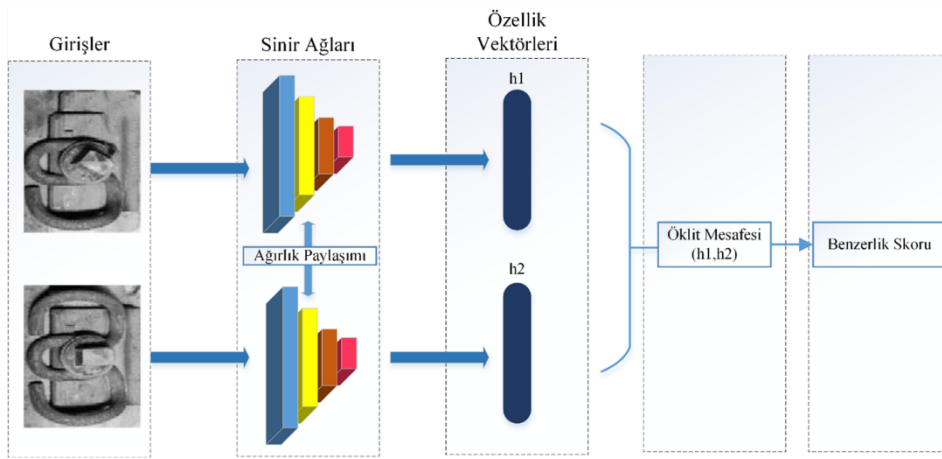 Girişler
Sinir Ağları
Özellik
Vektörleri
h1
Ağırlık Paylaşımı
h2
Öklit Mesafesi
(h1,h2)
Benzerlik Skoru